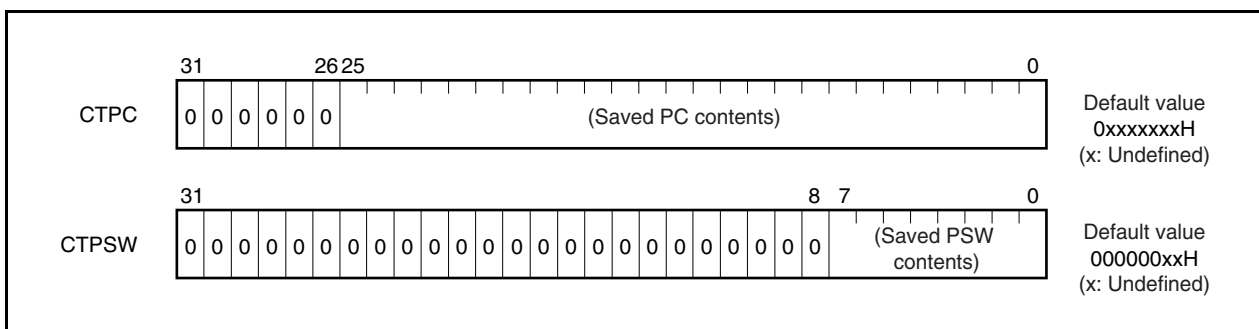 31 26 25 0
CTPC 0 0 0 0 0 0 (Saved PC contents)
Default value
0xxxxxxxH
(x: Undefined)
31 8 7 0
CTPSW 0 0 0 0 0 0 0 0 0 0 0 0 0 0 0 0 0 0 0 0 0 0 0 0 (Saved PSW
contents)
Default value
000000xxH
(x: Undefined)